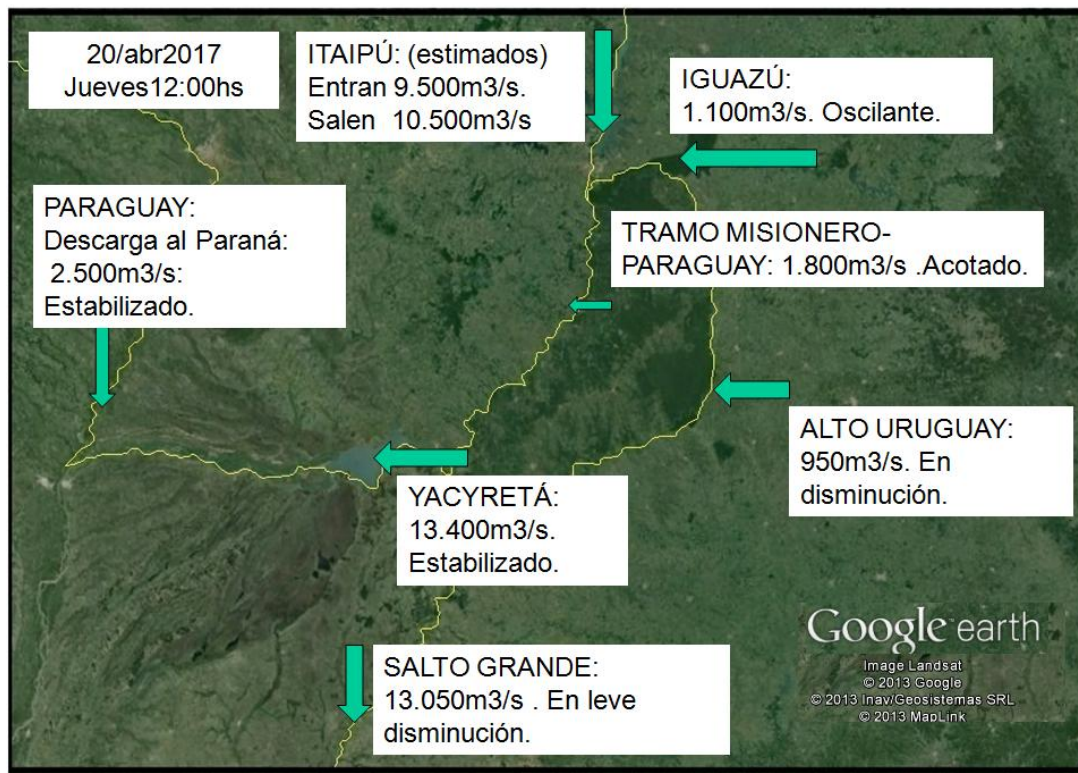 20/abr2017
Jueves12:00hs
ITAIPÚ: (estimados)
Entran 9.500m3/s.
Salen 10.500m3/s
IGUAZÚ:
1.100m3/s. Oscilante.
PARAGUAY:
Descarga al Paraná:
2.500m3/s:
Estabilizado.
TRAMO MISIONERO-
PARAGUAY: 1.800m3/s .Acotado.
ALTO URUGUAY:
950m3/s. En
disminución.
YACYRETÁ:
13.400m3/s.
Estabilizado.
SALTO GRANDE:
13.050m3/s . En leve
disminución.
Google earth
Image Landsat
© 2013 Google
© 2013 Inav/Geosistemas SRL
© 2013 MapLink